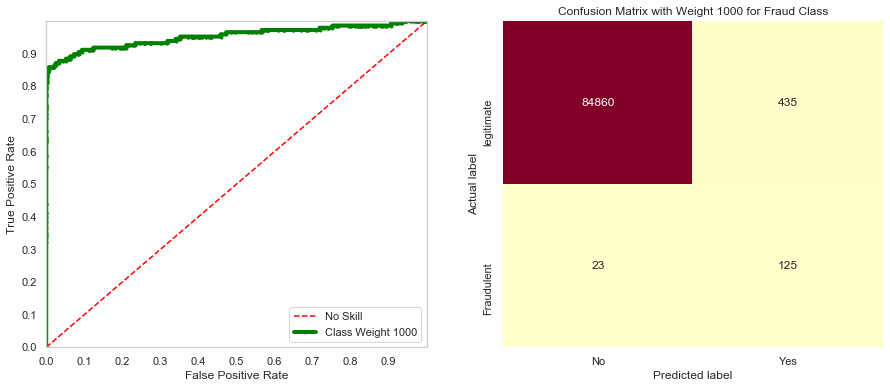 0.9
0.8
0.7
0.6
0.5
0.4
0.3
0.2
0.1
0.0
True Positive Rate
0.0 0.1 0.2 0.3 0.4 0.5 0.6 0.7 0.8 0.9
False Positive Rate
No Skill
Class Weight 1000
Confusion Matrix with Weight 1000 for Fraud Class
Actual label
legitimate
84860 435
Fraudulent
23 125
No Yes
Predicted label